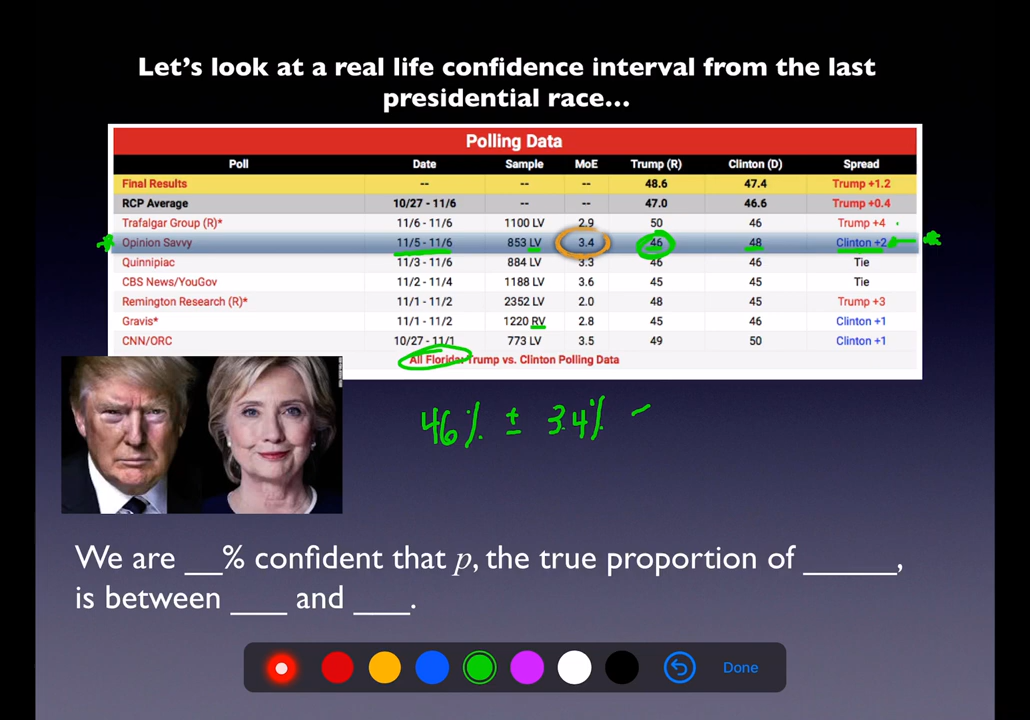 Let's look at a real life confidence interval from the last
presidential race...
Polling Data
Poll Date Sample MoE Trump (R) Clinton (D) Spread
Final Results -- -- -- 48.6 47.4 Trump +1.2
RCP Average 10/27 - 11/6 -- -- 47.0 46.6 Trump +0.4
Trafalgar Group (R)* 11/6 - 11/6 1100 LV 2.9 50 46 Trump +4
Opinion Savvy 11/5 - 11/6 853 LV 3.4 46 48 Clinton +2
Quinnipiac 11/3 - 11/6 884 LV 3.3 46 46 Tie
CBS News/YouGov 11/2 - 11/4 1188 LV 3.6 45 45 Tie
Remington Research (R)* 11/1 - 11/2 2352 LV 2.0 48 45 Trump +3
Gravis* 11/1 - 11/2 1220 RV 2.8 45 46 Clinton +1
CNN/ORC 10/27 - 11/1 773 LV 3.5 49 50 Clinton +1
All Florida: Trump vs. Clinton Polling Data
46% ± 3.4%
We are __% confident that p, the true proportion of ______,
is between ____ and ____.
Done